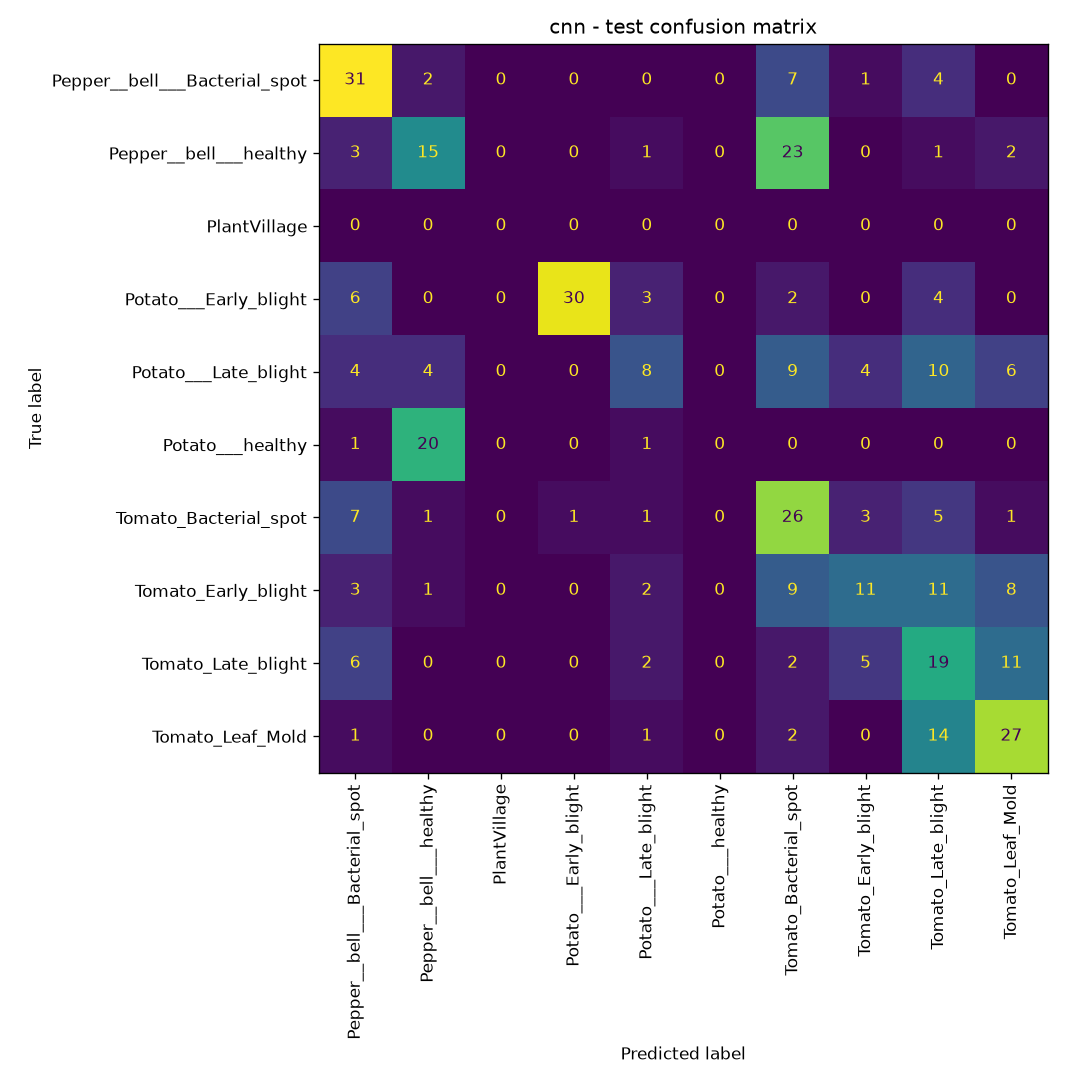 cnn - test confusion matrix
Pepper__bell___Bacterial_spot 31 2 0 0 0 0 7 1 4 0
Pepper__bell___healthy 3 15 0 0 1 0 23 0 1 2
PlantVillage 0 0 0 0 0 0 0 0 0 0
Potato___Early_blight 6 0 0 30 3 0 2 0 4 0
Potato___Late_blight 4 4 0 0 8 0 9 4 10 6
Potato___healthy 1 20 0 0 1 0 0 0 0 0
Tomato_Bacterial_spot 7 1 0 1 1 0 26 3 5 1
Tomato_Early_blight 3 1 0 0 2 0 9 11 11 8
Tomato_Late_blight 6 0 0 0 2 0 2 5 19 11
Tomato_Leaf_Mold 1 0 0 0 1 0 2 0 14 27
True label
Pepper__bell___Bacterial_spot
Pepper__bell___healthy
PlantVillage
Potato___Early_blight
Potato___Late_blight
Potato___healthy
Tomato_Bacterial_spot
Tomato_Early_blight
Tomato_Late_blight
Tomato_Leaf_Mold
Predicted label